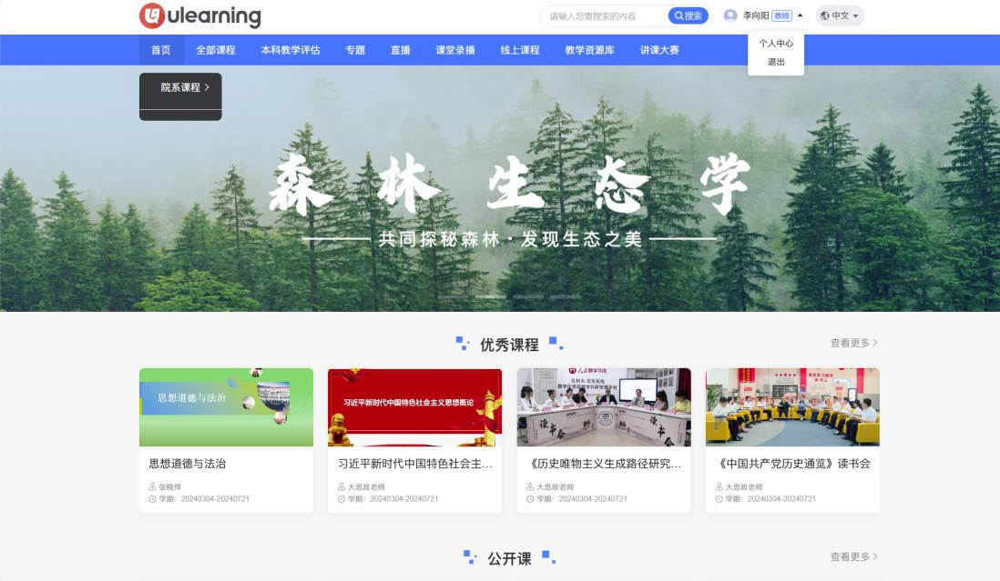 ulearning
请输入您要搜索的内容
搜索
李向阳 教师
中文
个人中心
退出
首页 全部课程 本科教学评估 专题 直播 课堂录播 线上课程 教学资源库 讲课大赛
院系课程
森林生态学
共同探秘森林·发现生态之美
优秀课程
查看更多
思想道德与法治
习近平新时代中国特色社会主义思想概论
读书会
思想道德与法治
张晓怿
学期：20240304-20240721
习近平新时代中国特色社会主...
大思政老师
学期：20240304-20240721
《历史唯物主义生成路径研究...
大思政老师
学期：20240304-20240721
《中国共产党历史通览》读书会
大思政老师
学期：20240304-20240721
公开课
查看更多